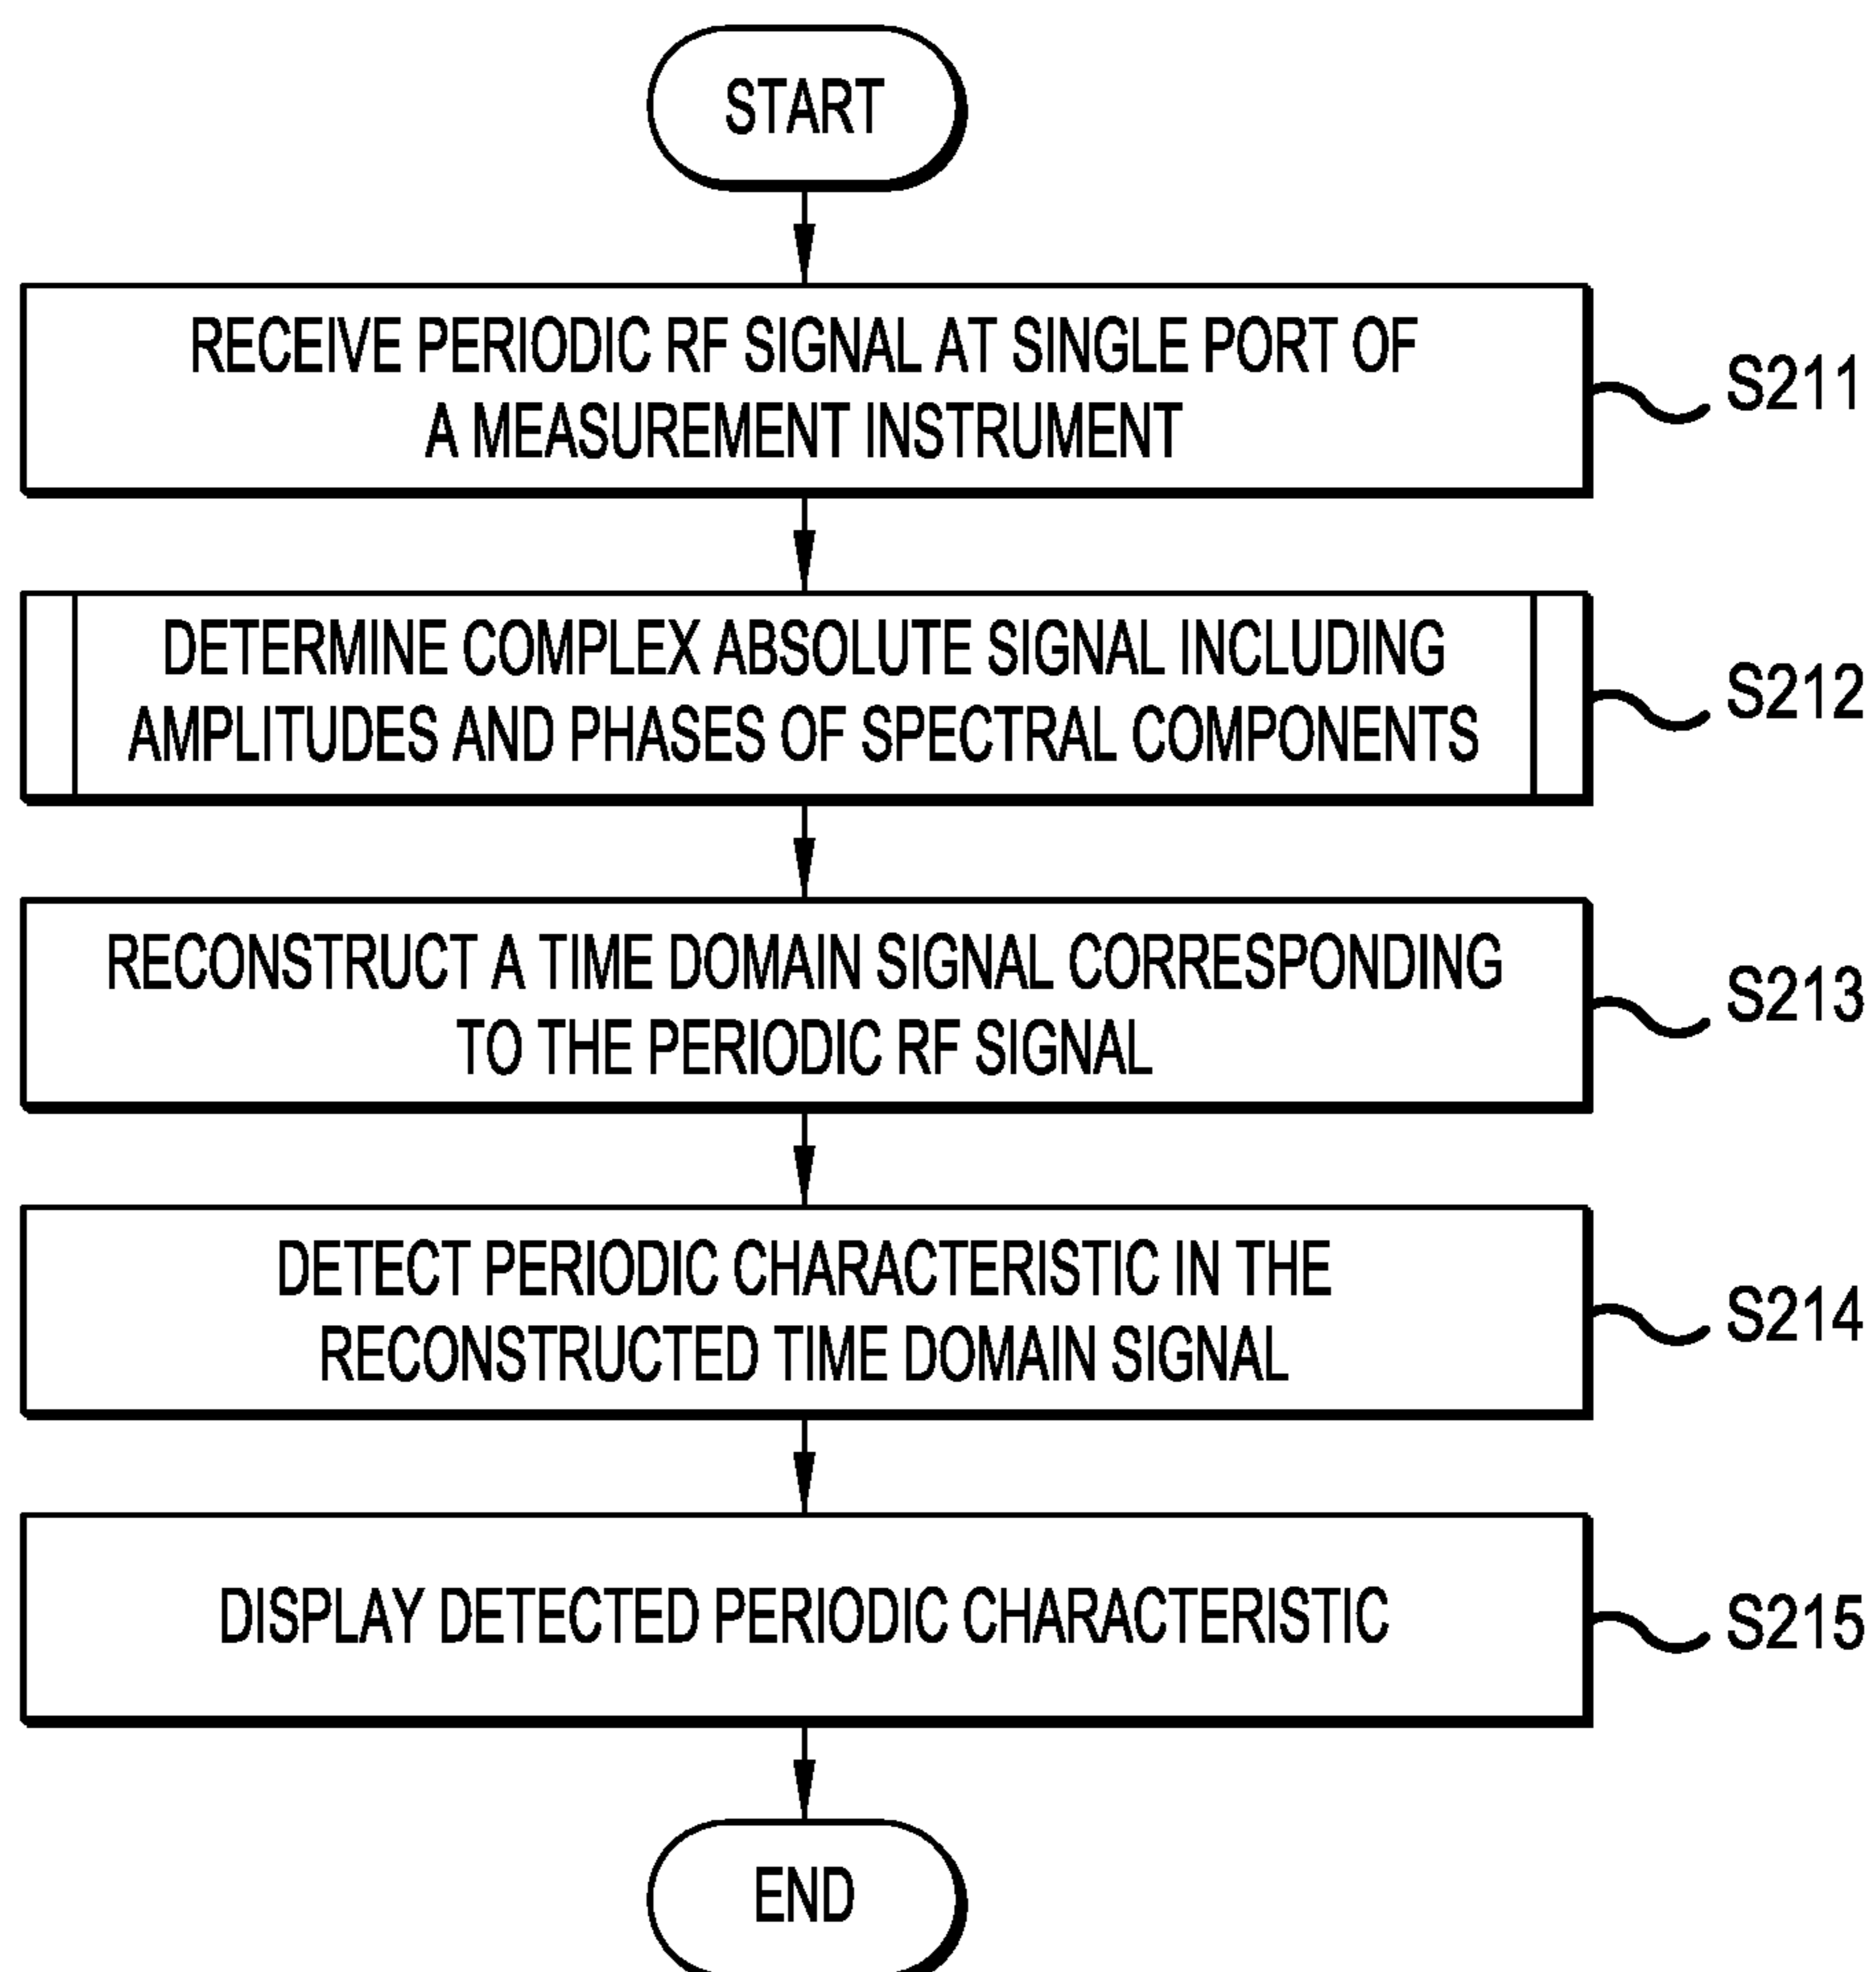 START
RECEIVE PERIODIC RF SIGNAL AT SINGLE PORT OF
A MEASUREMENT INSTRUMENT
S211
DETERMINE COMPLEX ABSOLUTE SIGNAL INCLUDING
AMPLITUDES AND PHASES OF SPECTRAL COMPONENTS
S212
RECONSTRUCT A TIME DOMAIN SIGNAL CORRESPONDING
TO THE PERIODIC RF SIGNAL
S213
DETECT PERIODIC CHARACTERISTIC IN THE
RECONSTRUCTED TIME DOMAIN SIGNAL
S214
DISPLAY DETECTED PERIODIC CHARACTERISTIC
S215
END